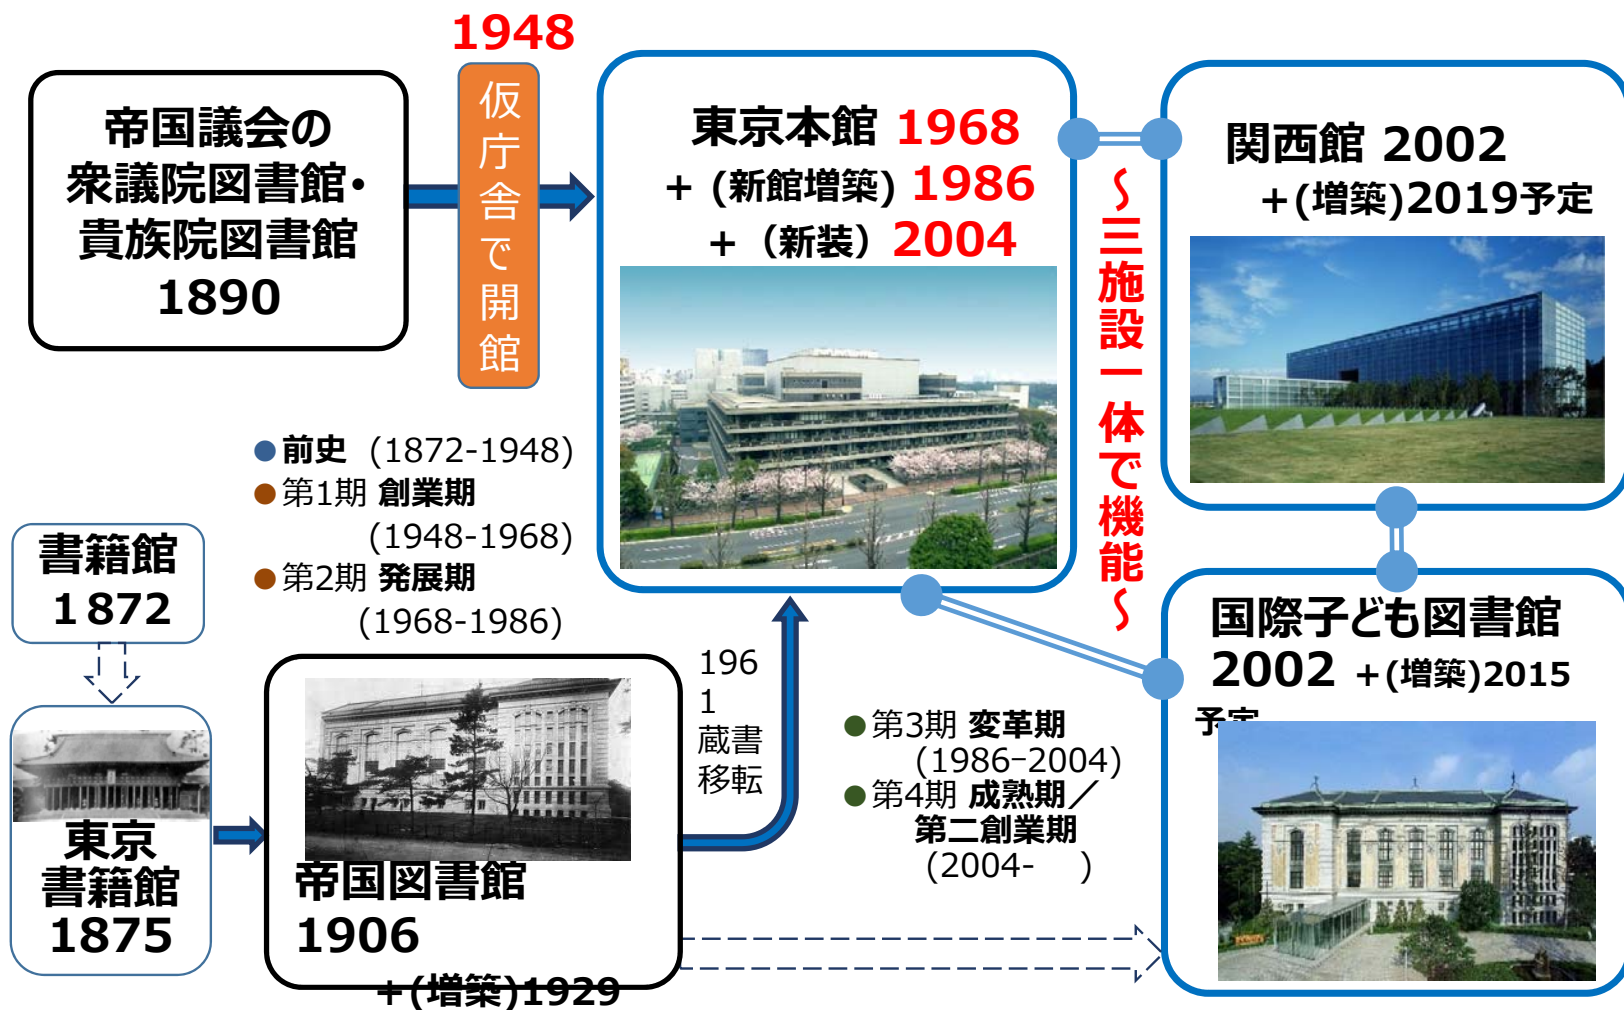 1948
帝国議会の
衆議院図書館・
貴族院図書館
1890
仮庁舎で開館
東京本館 1968
+ (新館増築) 1986
+（新装）2004
～三施設一体で機能～
関西館 2002
+(増築)2019予定
●前史 (1872-1948)
●第1期 創業期
(1948-1968)
●第2期 発展期
(1968-1986)
書籍館
1872
東京
書籍館
1875
帝国図書館
1906
+(増築)1929
196
1
蔵書
移転
●第3期 変革期
(1986–2004)
●第4期 成熟期／
第二創業期
(2004- )
国際子ども図書館
2002 +(増築)2015
予定